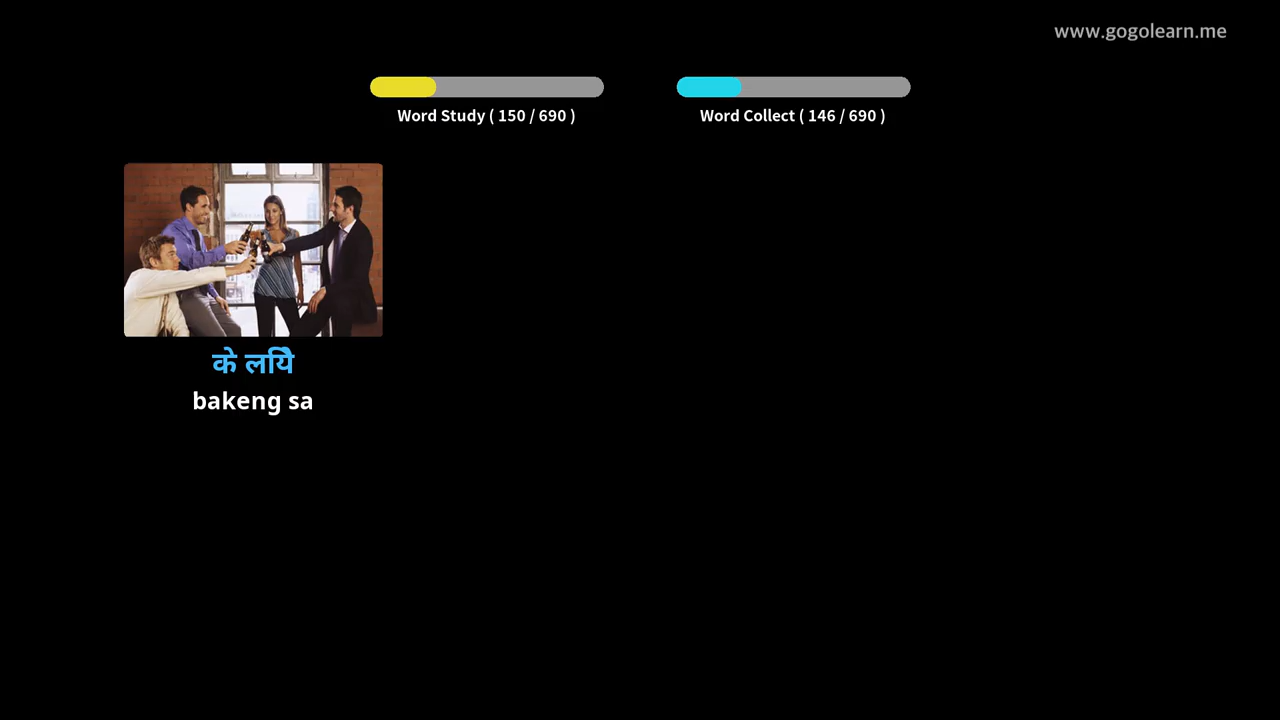 www.gogolearn.me
Word Study ( 150 / 690 )
Word Collect ( 146 / 690 )
के लिये
bakeng sa